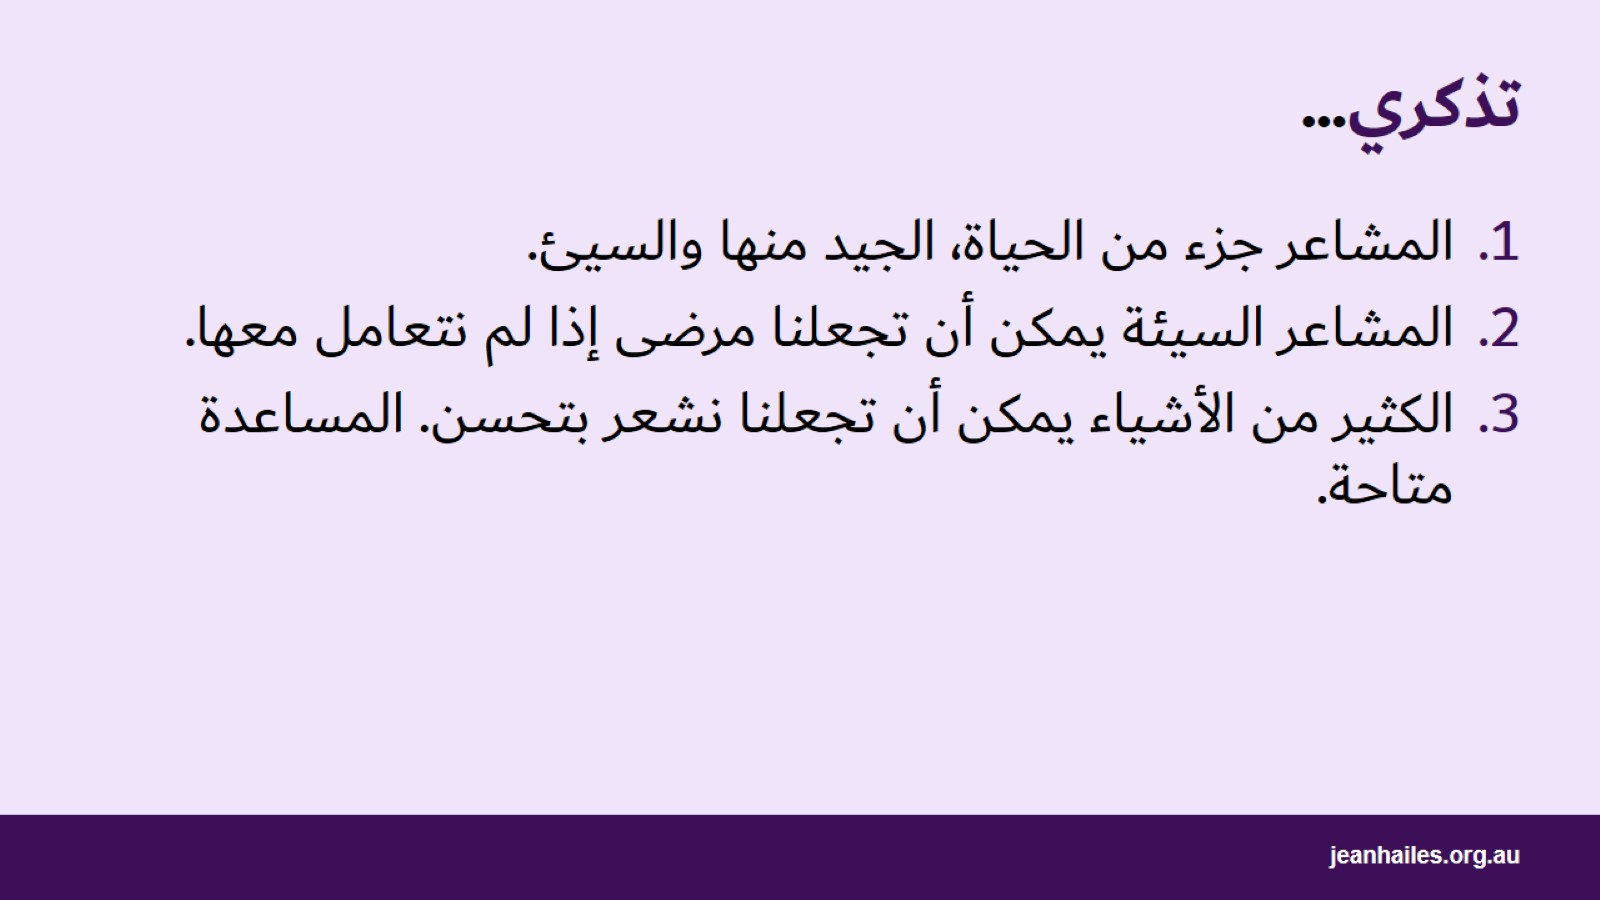 تذكري...
1. المشاعر جزء من الحياة، الجيد منها والسيئ.
2. المشاعر السيئة يمكن أن تجعلنا مرضى إذا لم نتعامل معها.
3. الكثير من الأشياء يمكن أن تجعلنا نشعر بتحسن. المساعدة
متاحة.
jeanhailes.org.au